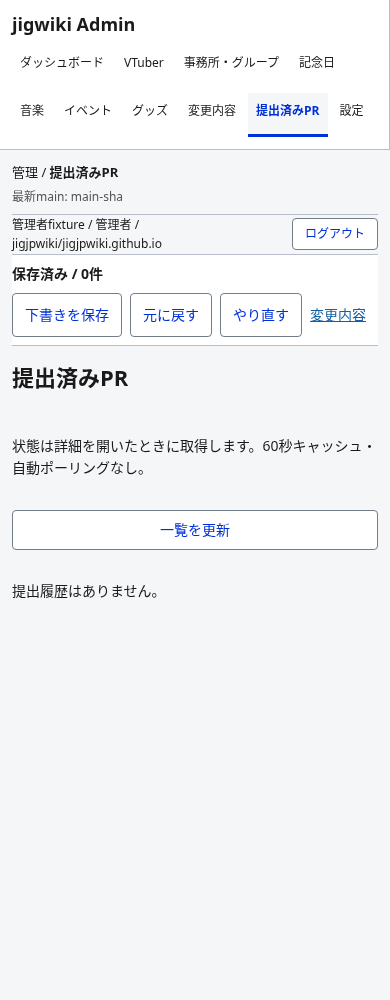 jigwiki Admin
ダッシュボード VTuber 事務所・グループ 記念日
音楽 イベント グッズ 変更内容 提出済みPR 設定
管理 / 提出済みPR
最新main: main-sha
管理者fixture / 管理者 /
jigjpwiki/jigjpwiki.github.io
ログアウト
保存済み / 0件
下書きを保存 元に戻す やり直す 変更内容
提出済みPR
状態は詳細を開いたときに取得します。60秒キャッシュ・
自動ポーリングなし。
一覧を更新
提出履歴はありません。